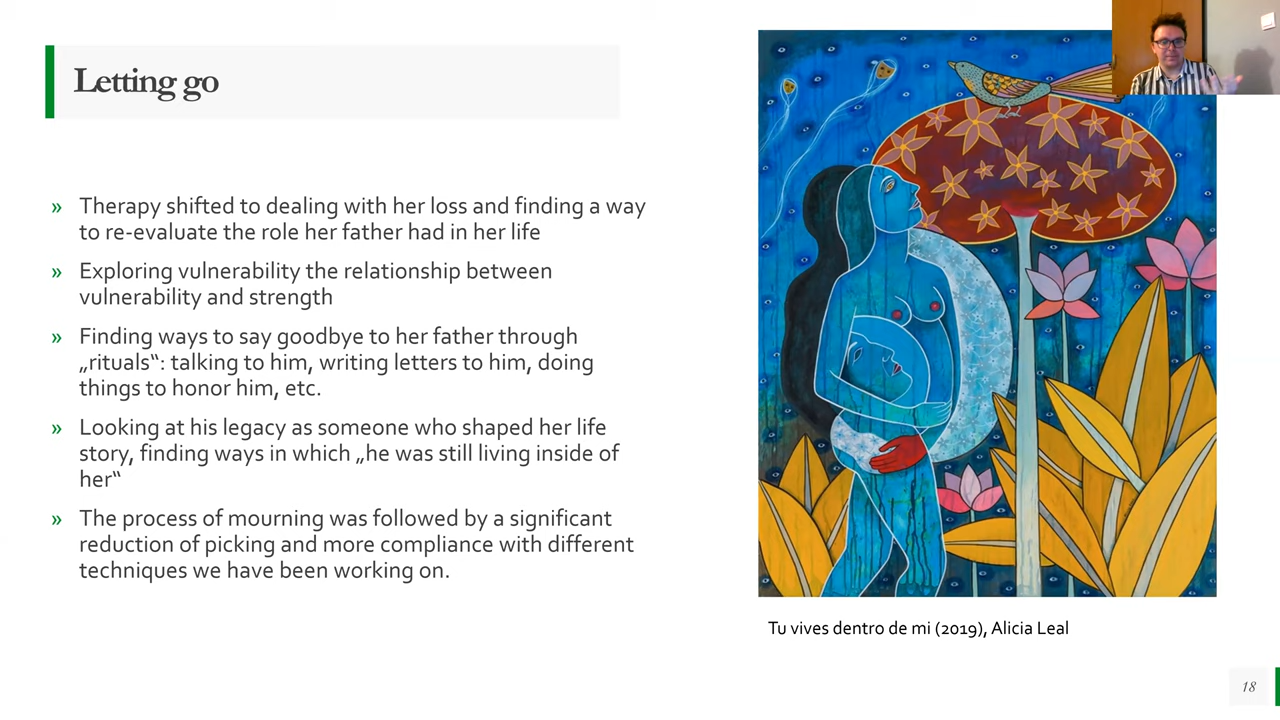 Letting go
» Therapy shifted to dealing with her loss and finding a way
to re-evaluate the role her father had in her life
» Exploring vulnerability the relationship between
vulnerability and strength
» Finding ways to say goodbye to her father through
„rituals“: talking to him, writing letters to him, doing
things to honor him, etc.
» Looking at his legacy as someone who shaped her life
story, finding ways in which „he was still living inside of
her“
» The process of mourning was followed by a significant
reduction of picking and more compliance with different
techniques we have been working on.
Tu vives dentro de mi (2019), Alicia Leal
18